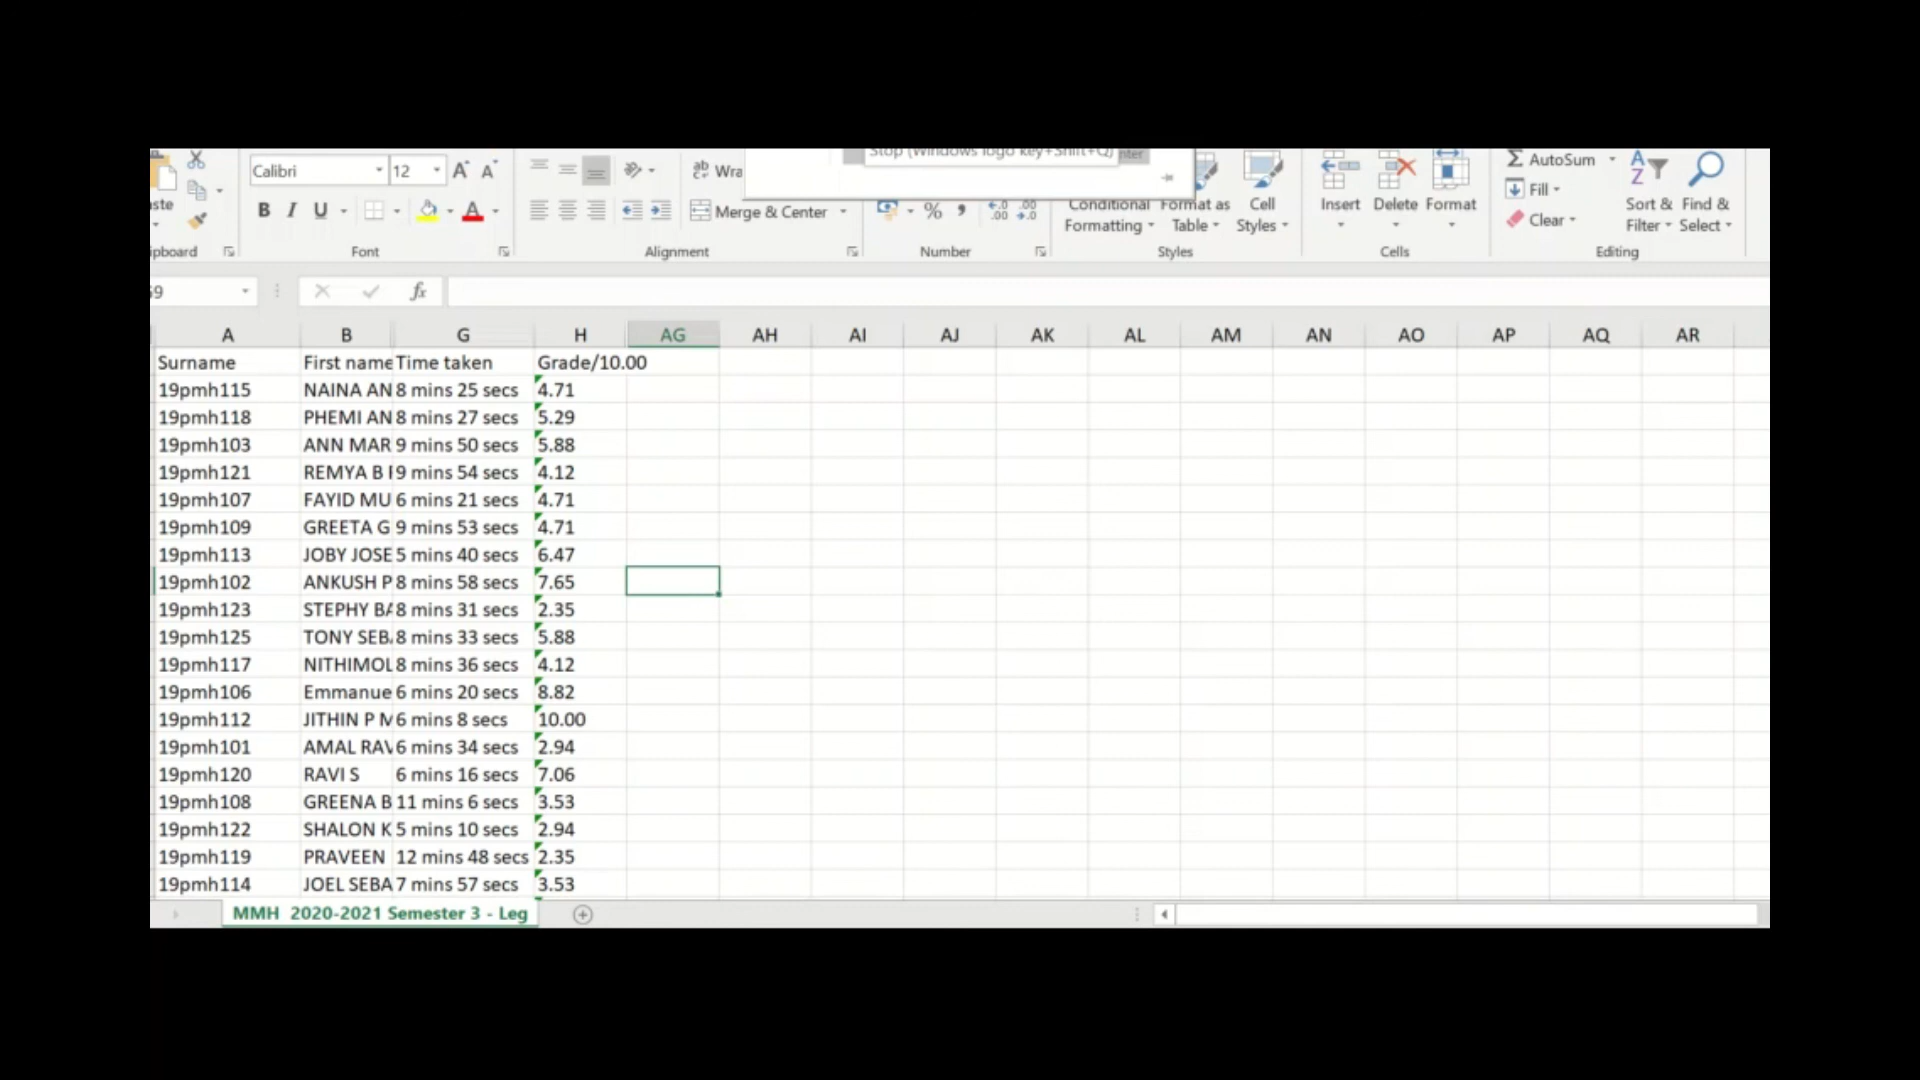 Stop (Windows logo key+Shift+Q)
Calibri 12 A A ab Wra AutoSum
B I U A Merge & Center % , Fill
Conditional Formatting Format as Table Cell Styles Insert Delete Format Clear Sort & Filter Find & Select
Font Alignment Number Styles Cells Editing
fx
A B G H AG AH AI AJ AK AL AM AN AO AP AQ AR
Surname First name Time taken Grade/10.00
19pmh115 NAINA AN 8 mins 25 secs 4.71
19pmh118 PHEMI AN 8 mins 27 secs 5.29
19pmh103 ANN MAR 9 mins 50 secs 5.88
19pmh121 REMYA B 9 mins 54 secs 4.12
19pmh107 FAYID MU 6 mins 21 secs 4.71
19pmh109 GREETA G 9 mins 53 secs 4.71
19pmh113 JOBY JOSE 5 mins 40 secs 6.47
19pmh102 ANKUSH P 8 mins 58 secs 7.65
19pmh123 STEPHY BA 8 mins 31 secs 2.35
19pmh125 TONY SEB 8 mins 33 secs 5.88
19pmh117 NITHIMOL 8 mins 36 secs 4.12
19pmh106 Emmanue 6 mins 20 secs 8.82
19pmh112 JITHIN P M 6 mins 8 secs 10.00
19pmh101 AMAL RAV 6 mins 34 secs 2.94
19pmh120 RAVI S 6 mins 16 secs 7.06
19pmh108 GREENA B 11 mins 6 secs 3.53
19pmh122 SHALON K 5 mins 10 secs 2.94
19pmh119 PRAVEEN 12 mins 48 secs 2.35
19pmh114 JOEL SEBA 7 mins 57 secs 3.53
MMH 2020-2021 Semester 3 - Leg